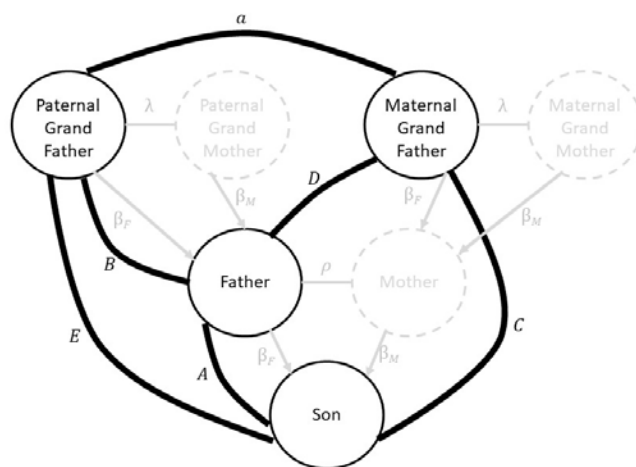 a
Paternal
Grand
Father
λ
Paternal
Grand
Mother
Maternal
Grand
Father
λ
Maternal
Grand
Mother
D
β_F
β_M
β_F
β_M
B
Father
ρ
Mother
E
C
A
β_F
β_M
Son